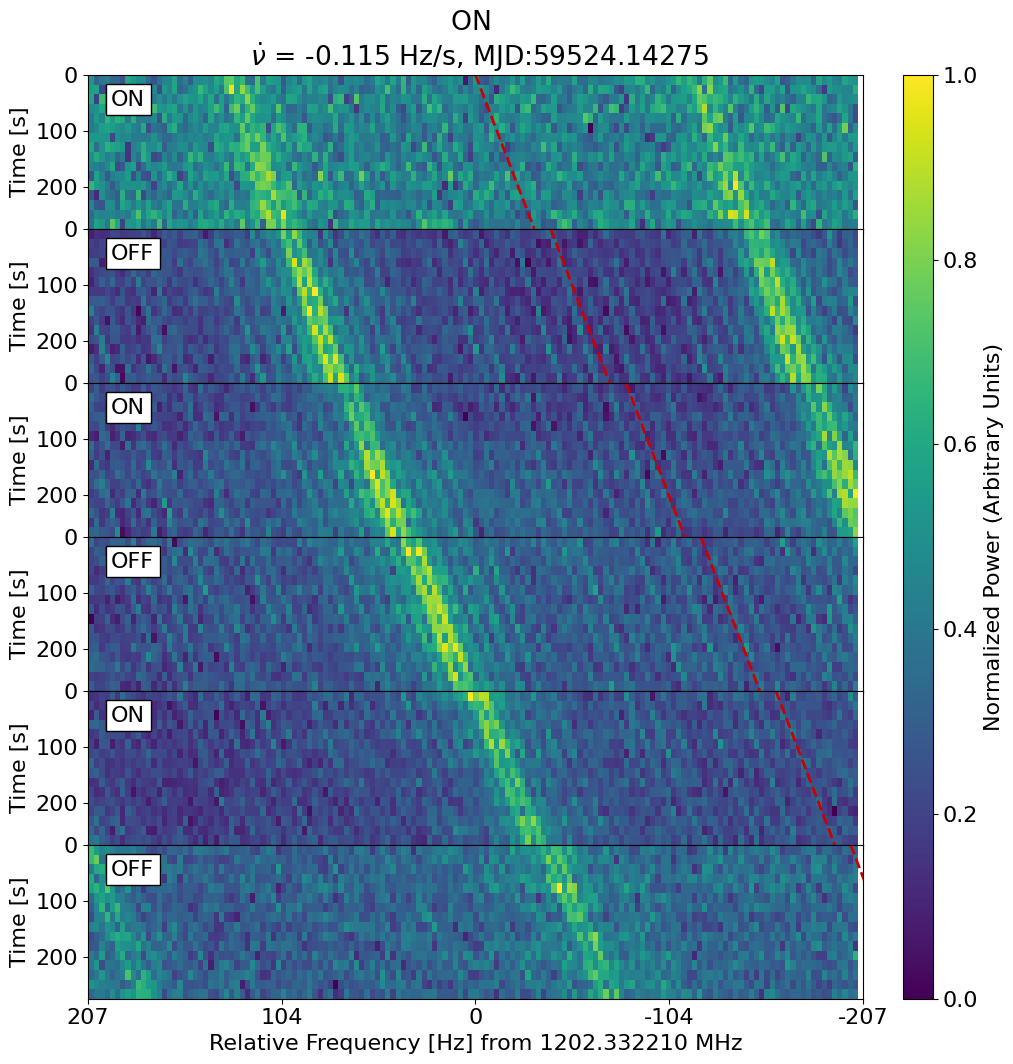 ON
ν̇ = -0.115 Hz/s, MJD:59524.14275
0
100
200
Time [s]
ON
0
100
200
Time [s]
OFF
0
100
200
Time [s]
ON
0
100
200
Time [s]
OFF
0
100
200
Time [s]
ON
0
100
200
Time [s]
OFF
207 104 0 -104 -207
Relative Frequency [Hz] from 1202.332210 MHz
1.0
0.8
0.6
0.4
0.2
0.0
Normalized Power (Arbitrary Units)